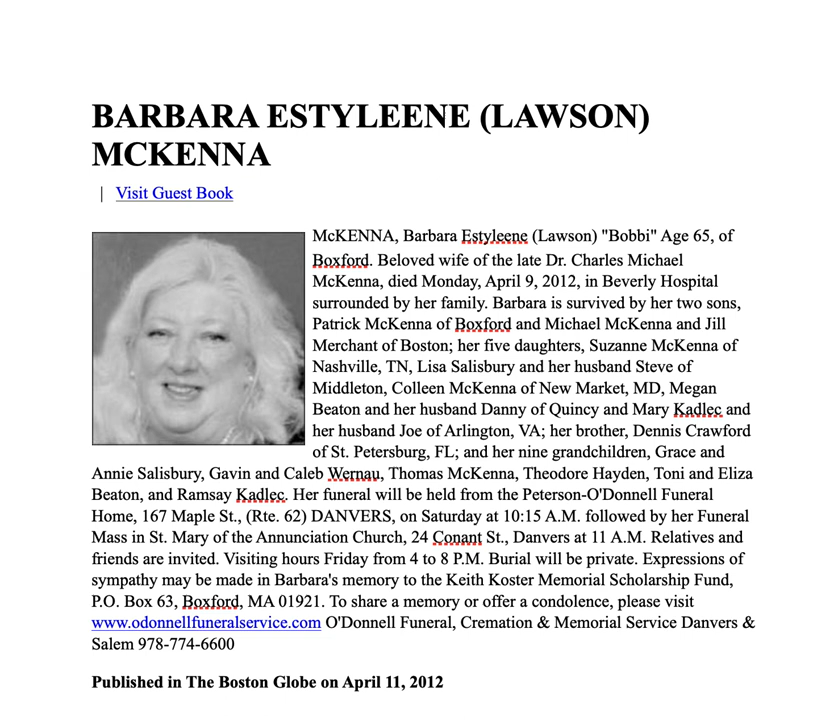 BARBARA ESTYLEENE (LAWSON)
MCKENNA
| Visit Guest Book
McKENNA, Barbara Estyleene (Lawson) "Bobbi" Age 65, of
Boxford. Beloved wife of the late Dr. Charles Michael
McKenna, died Monday, April 9, 2012, in Beverly Hospital
surrounded by her family. Barbara is survived by her two sons,
Patrick McKenna of Boxford and Michael McKenna and Jill
Merchant of Boston; her five daughters, Suzanne McKenna of
Nashville, TN, Lisa Salisbury and her husband Steve of
Middleton, Colleen McKenna of New Market, MD, Megan
Beaton and her husband Danny of Quincy and Mary Kadlec and
her husband Joe of Arlington, VA; her brother, Dennis Crawford
of St. Petersburg, FL; and her nine grandchildren, Grace and
Annie Salisbury, Gavin and Caleb Wernau, Thomas McKenna, Theodore Hayden, Toni and Eliza
Beaton, and Ramsay Kadlec. Her funeral will be held from the Peterson-O'Donnell Funeral
Home, 167 Maple St., (Rte. 62) DANVERS, on Saturday at 10:15 A.M. followed by her Funeral
Mass in St. Mary of the Annunciation Church, 24 Conant St., Danvers at 11 A.M. Relatives and
friends are invited. Visiting hours Friday from 4 to 8 P.M. Burial will be private. Expressions of
sympathy may be made in Barbara's memory to the Keith Koster Memorial Scholarship Fund,
P.O. Box 63, Boxford, MA 01921. To share a memory or offer a condolence, please visit
www.odonnellfuneralservice.com O'Donnell Funeral, Cremation & Memorial Service Danvers &
Salem 978-774-6600
Published in The Boston Globe on April 11, 2012